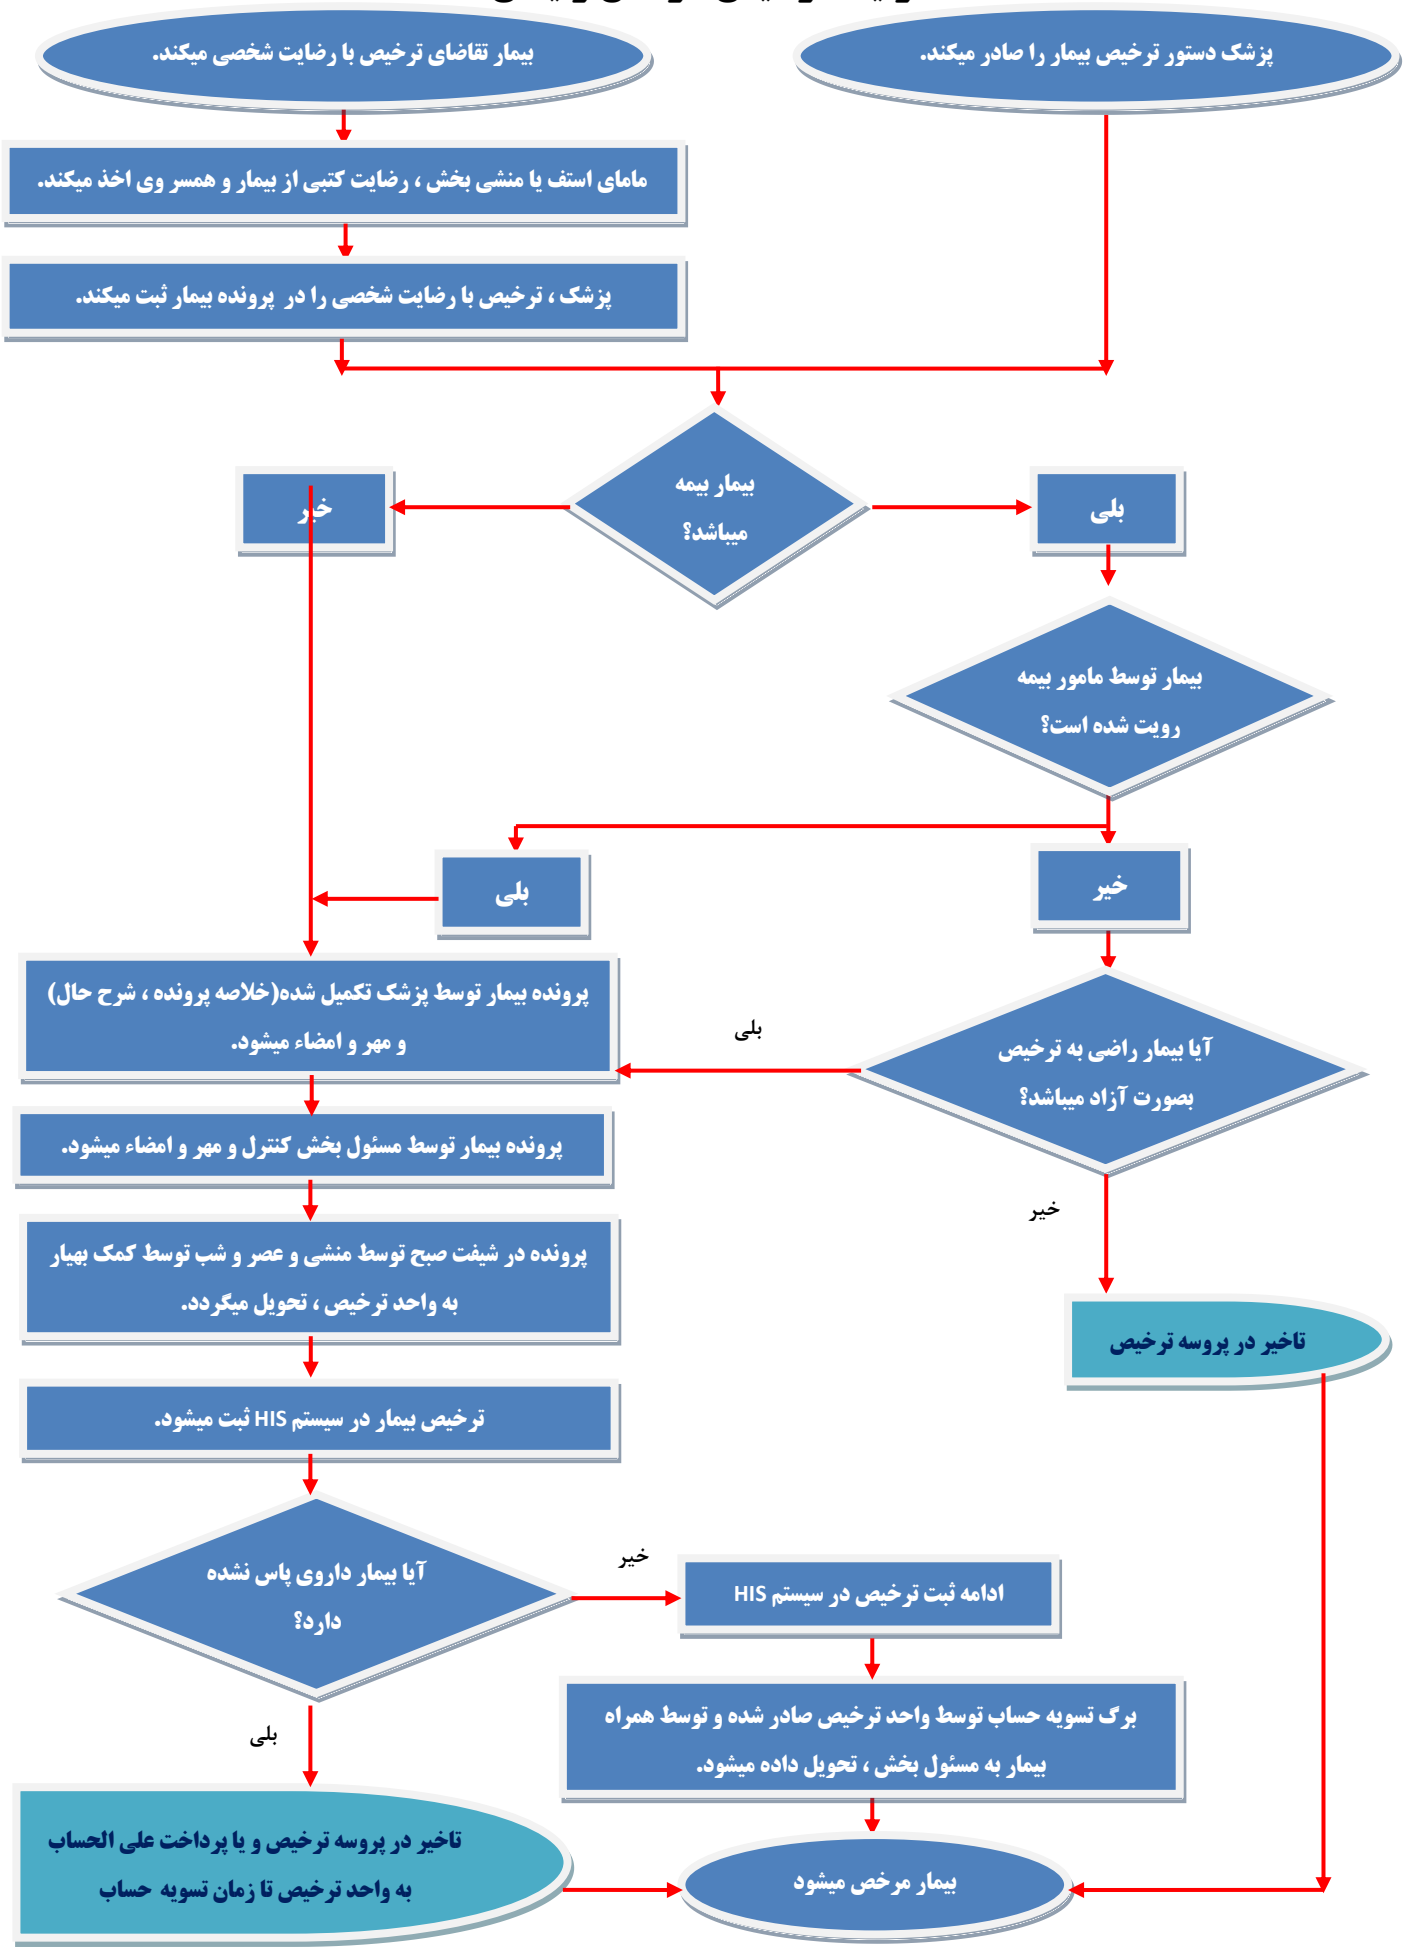 پزشک دستور ترخیص بیمار را صادر میکند.
بیمار تقاضای ترخیص با رضایت شخصی میکند.
مامای استف یا منشی بخش ، رضایت کتبی از بیمار و همسر وی اخذ میکند.
پزشک ، ترخیص با رضایت شخصی را در پرونده بیمار ثبت میکند.
بیمار بیمه
میباشد؟
بلی
خیر
بیمار توسط مامور بیمه
رویت شده است؟
خیر
بلی
آیا بیمار راضی به ترخیص
بصورت آزاد میباشد؟
بلی
خیر
پرونده بیمار توسط پزشک تکمیل شده(خلاصه پرونده ، شرح حال)
و مهر و امضاء میشود.
پرونده بیمار توسط مسئول بخش کنترل و مهر و امضاء میشود.
پرونده در شیفت صبح توسط منشی و عصر و شب توسط کمک بهیار
به واحد ترخیص ، تحویل میگردد.
تاخیر در پروسه ترخیص
ترخیص بیمار در سیستم HIS ثبت میشود.
آیا بیمار داروی پاس نشده
دارد؟
خیر
بلی
ادامه ثبت ترخیص در سیستم HIS
برگ تسویه حساب توسط واحد ترخیص صادر شده و توسط همراه
بیمار به مسئول بخش ، تحویل داده میشود.
تاخیر در پروسه ترخیص و یا پرداخت علی الحساب
به واحد ترخیص تا زمان تسویه حساب
بیمار مرخص میشود